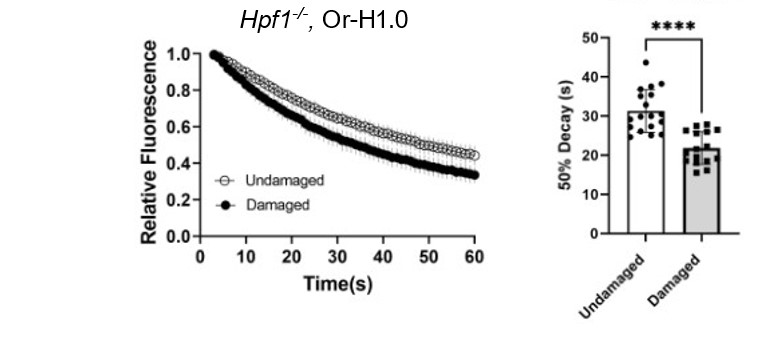 Hpf1-/-, Or-H1.0
Relative Fluorescence
1.0
0.8
0.6
0.4
0.2
0.0
Undamaged
Damaged
0 10 20 30 40 50 60
Time(s)
50% Decay (s)
50
40
30
20
10
0
****
Undamaged
Damaged